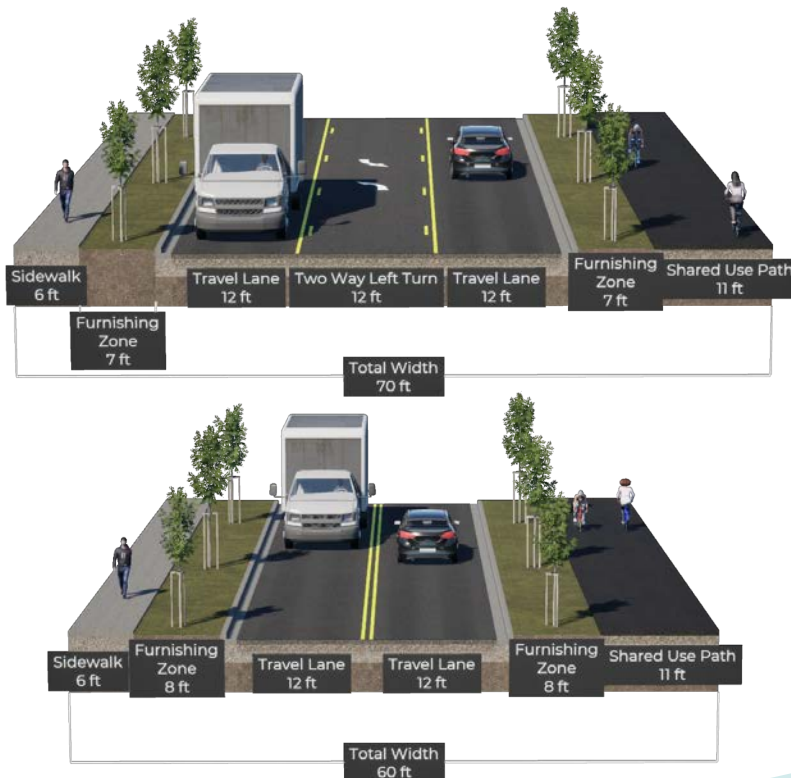 Sidewalk
6 ft
Furnishing
Zone
7 ft
Travel Lane
12 ft
Two Way Left Turn
12 ft
Travel Lane
12 ft
Furnishing
Zone
7 ft
Shared Use Path
11 ft
Total Width
70 ft
Sidewalk
6 ft
Furnishing
Zone
8 ft
Travel Lane
12 ft
Travel Lane
12 ft
Furnishing
Zone
8 ft
Shared Use Path
11 ft
Total Width
60 ft